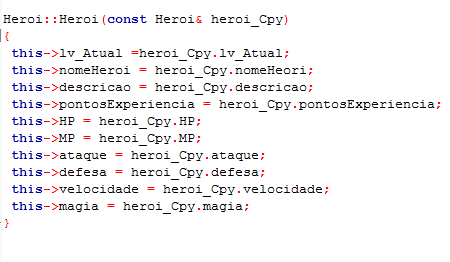 Heroi::Heroi(const Heroi& heroi_Cpy)
{
this->lv_Atual =heroi_Cpy.lv_Atual;
this->nomeHeroi = heroi_Cpy.nomeHeori;
this->descricao = heroi_Cpy.descricao;
this->pontosExperiencia = heroi_Cpy.pontosExperiencia;
this->HP = heroi_Cpy.HP;
this->MP = heroi_Cpy.MP;
this->ataque = heroi_Cpy.ataque;
this->defesa = heroi_Cpy.defesa;
this->velocidade = heroi_Cpy.velocidade;
this->magia = heroi_Cpy.magia;
}